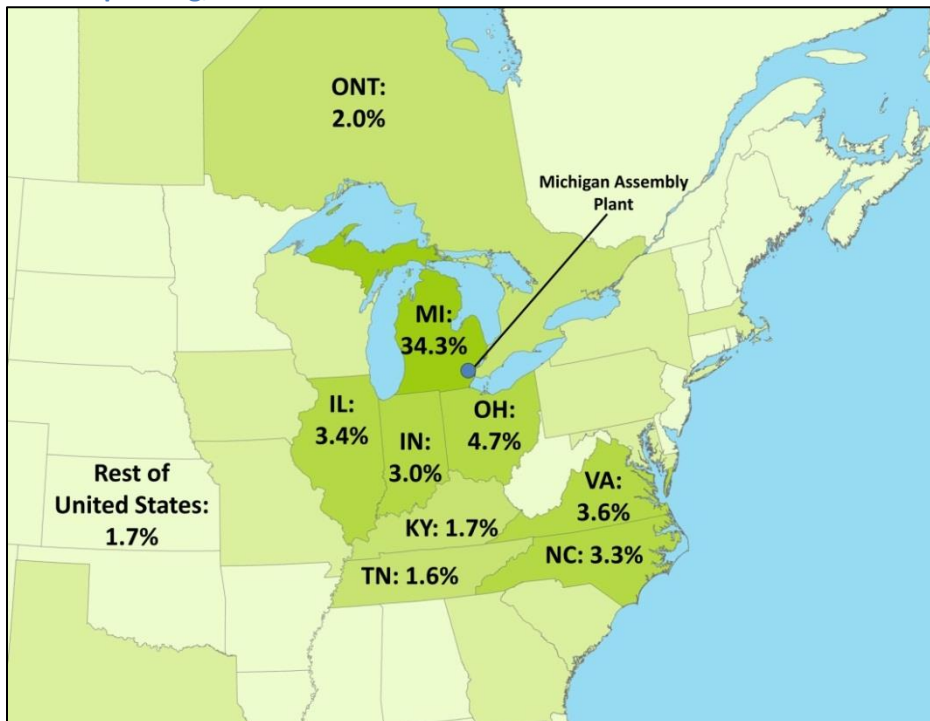 ONT:
2.0%
Michigan Assembly
Plant
MI:
34.3%
IL:
3.4%
IN:
3.0%
OH:
4.7%
Rest of
United States:
1.7%
VA:
3.6%
KY: 1.7%
NC: 3.3%
TN: 1.6%